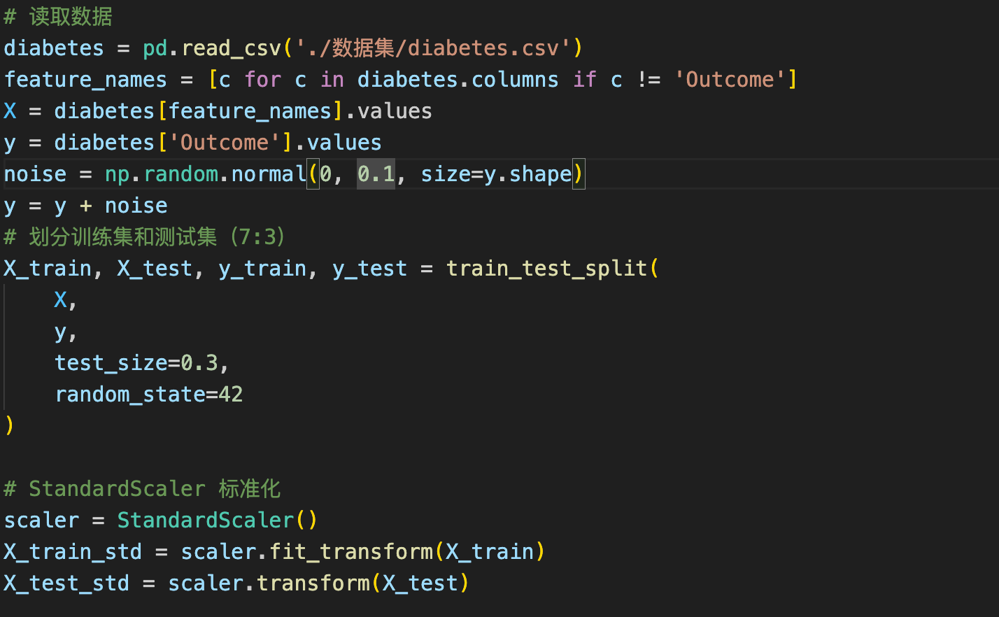 # 读取数据
diabetes = pd.read_csv('./数据集/diabetes.csv')
feature_names = [c for c in diabetes.columns if c != 'Outcome']
X = diabetes[feature_names].values
y = diabetes['Outcome'].values
noise = np.random.normal(0, 0.1, size=y.shape)
y = y + noise
# 划分训练集和测试集（7:3）
X_train, X_test, y_train, y_test = train_test_split(
    X,
    y,
    test_size=0.3,
    random_state=42
)
# StandardScaler 标准化
scaler = StandardScaler()
X_train_std = scaler.fit_transform(X_train)
X_test_std = scaler.transform(X_test)